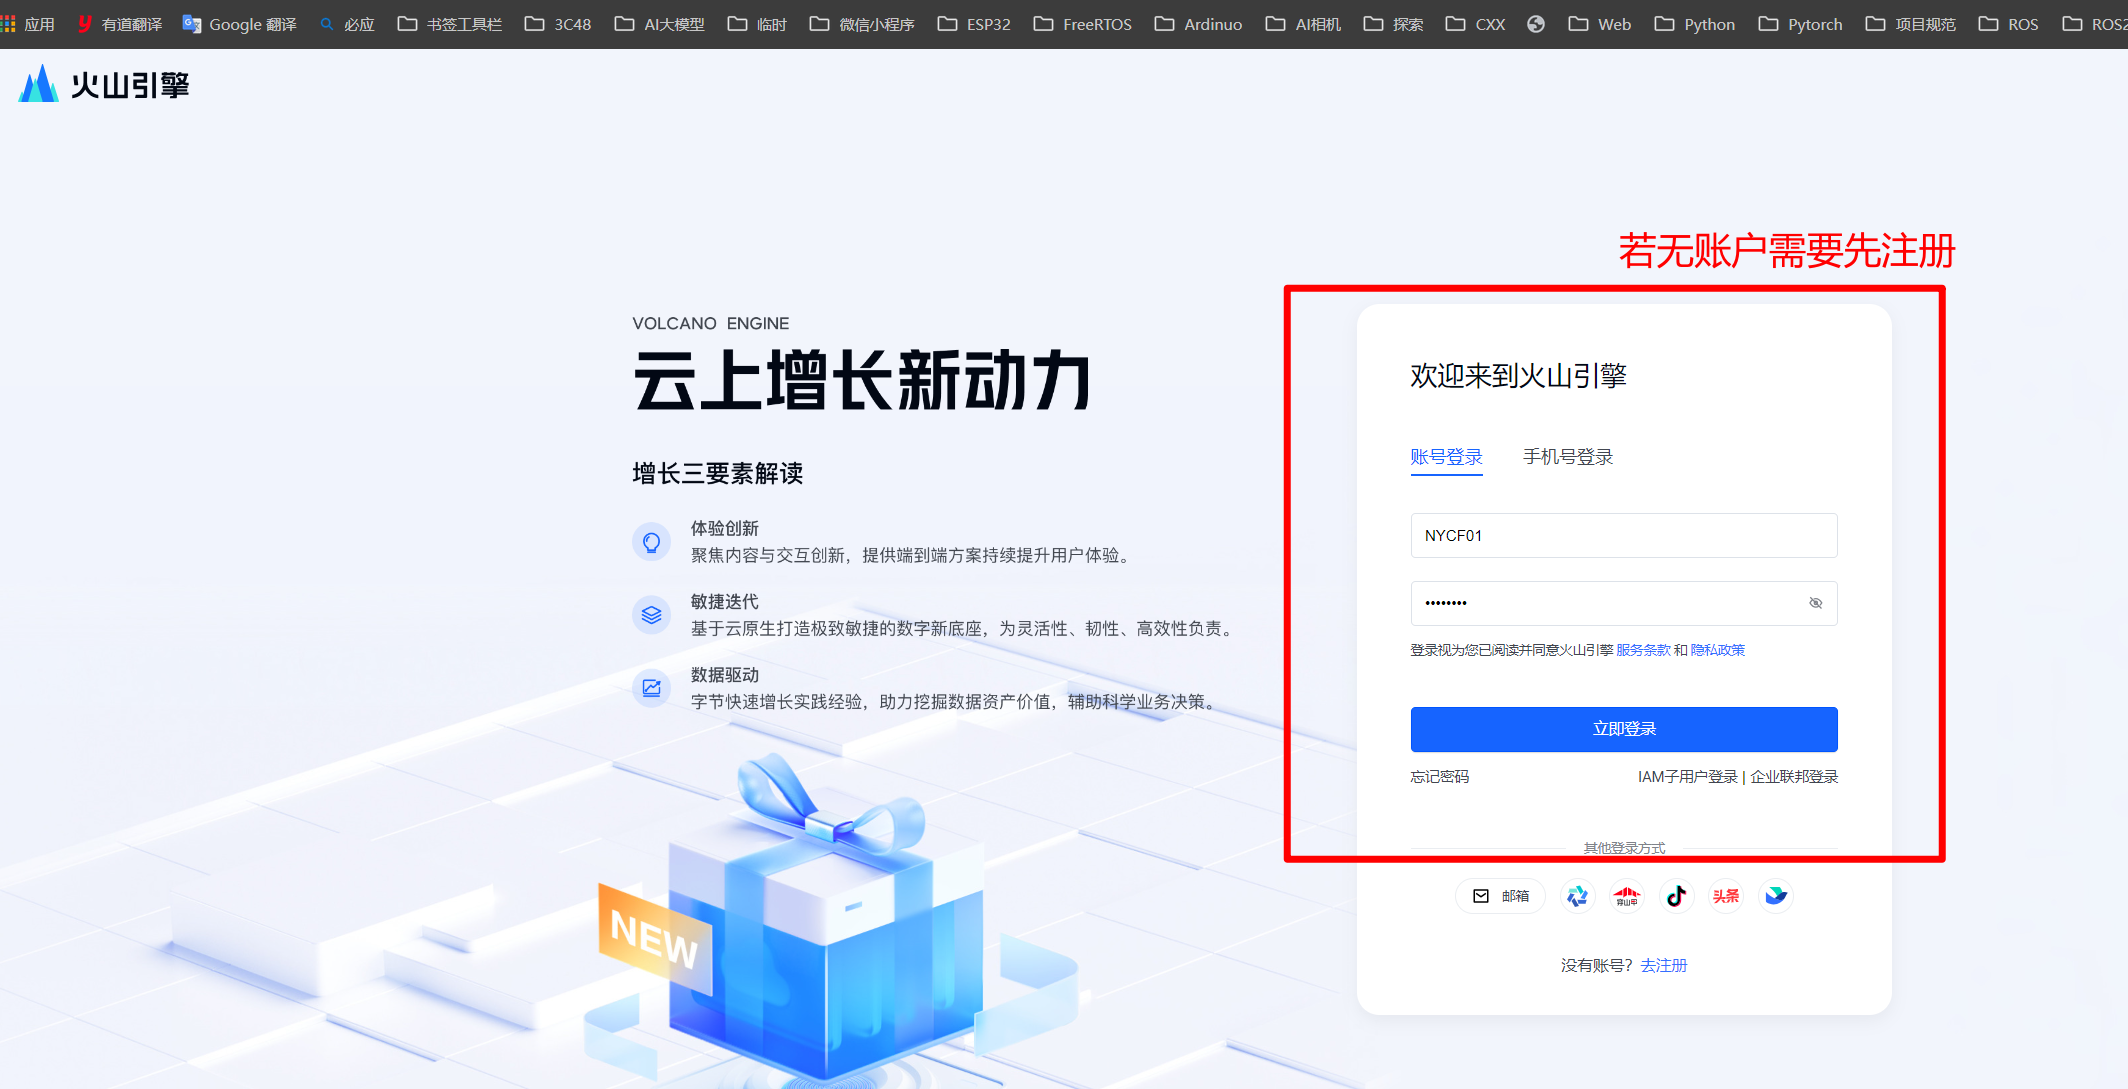 应用 有道翻译 Google 翻译 必应 书签工具栏 3C48 AI大模型 临时 微信小程序 ESP32 FreeRTOS Ardinuo AI相机 探索 CXX Web Python Pytorch 项目规范 ROS ROS2
火山引擎
若无账户需要先注册
VOLCANO ENGINE
云上增长新动力
增长三要素解读
体验创新
聚焦内容与交互创新，提供端到端方案持续提升用户体验。
敏捷迭代
基于云原生打造极致敏捷的数字新底座，为灵活性、韧性、高效性负责。
数据驱动
字节快速增长实践经验，助力挖掘数据资产价值，辅助科学业务决策。
NEW
欢迎来到火山引擎
账号登录 手机号登录
NYCF01
••••••••
登录视为您已阅读并同意火山引擎 服务条款 和 隐私政策
立即登录
忘记密码 IAM子用户登录 | 企业联邦登录
其他登录方式
邮箱 穿山甲 头条
没有账号？去注册